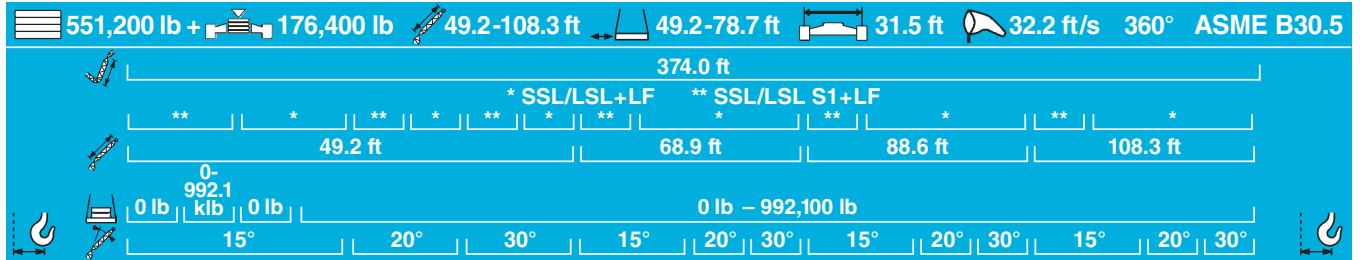 551,200 lb + 176,400 lb 49.2-108.3 ft 49.2-78.7 ft 31.5 ft 32.2 ft/s 360° ASME B30.5
374.0 ft
* SSL/LSL+LF ** SSL/LSL S1+LF
** * ** * ** * ** * ** * ** *
49.2 ft 68.9 ft 88.6 ft 108.3 ft
0 lb 0-992.1 klb 0 lb 0 lb – 992,100 lb
15° 20° 30° 15° 20° 30° 15° 20° 30° 15° 20° 30°